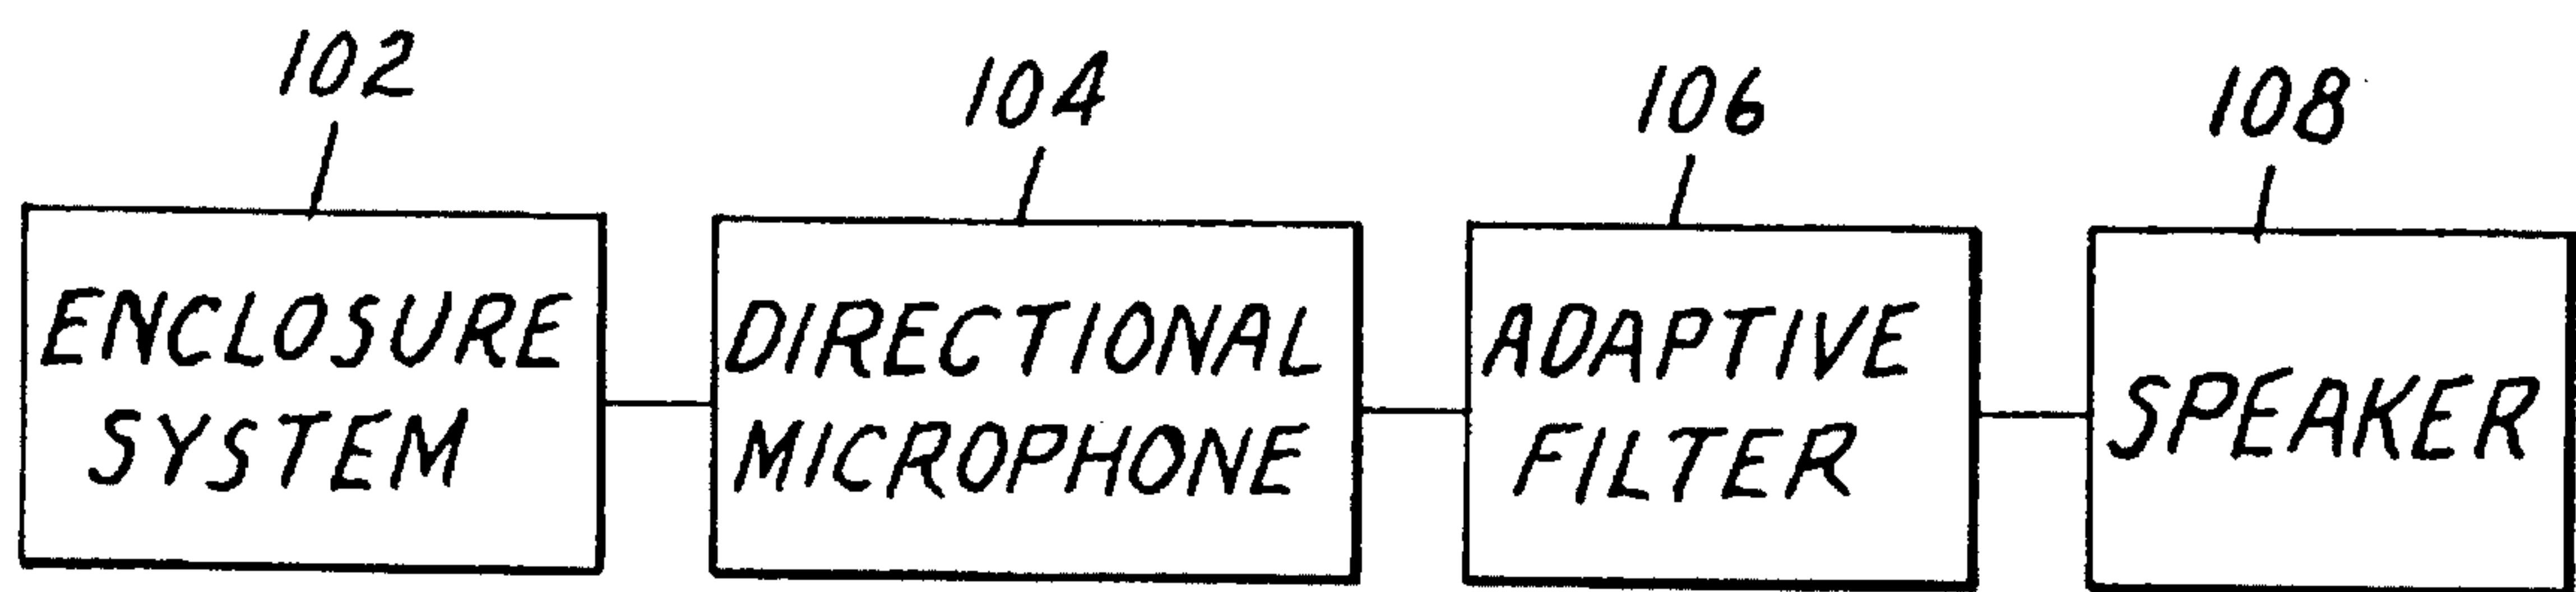 102
104
106
108
ENCLOSURE
SYSTEM
DIRECTIONAL
MICROPHONE
ADAPTIVE
FILTER
SPEAKER